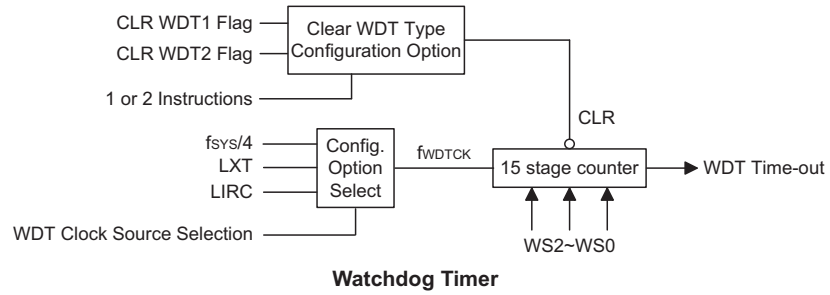 CLR WDT1 Flag
CLR WDT2 Flag
Clear WDT Type
Configuration Option
1 or 2 Instructions
CLR
fSYS/4
LXT
LIRC
Config.
Option
Select
fWDTCK
15 stage counter
WDT Time-out
WDT Clock Source Selection
WS2~WS0
Watchdog Timer